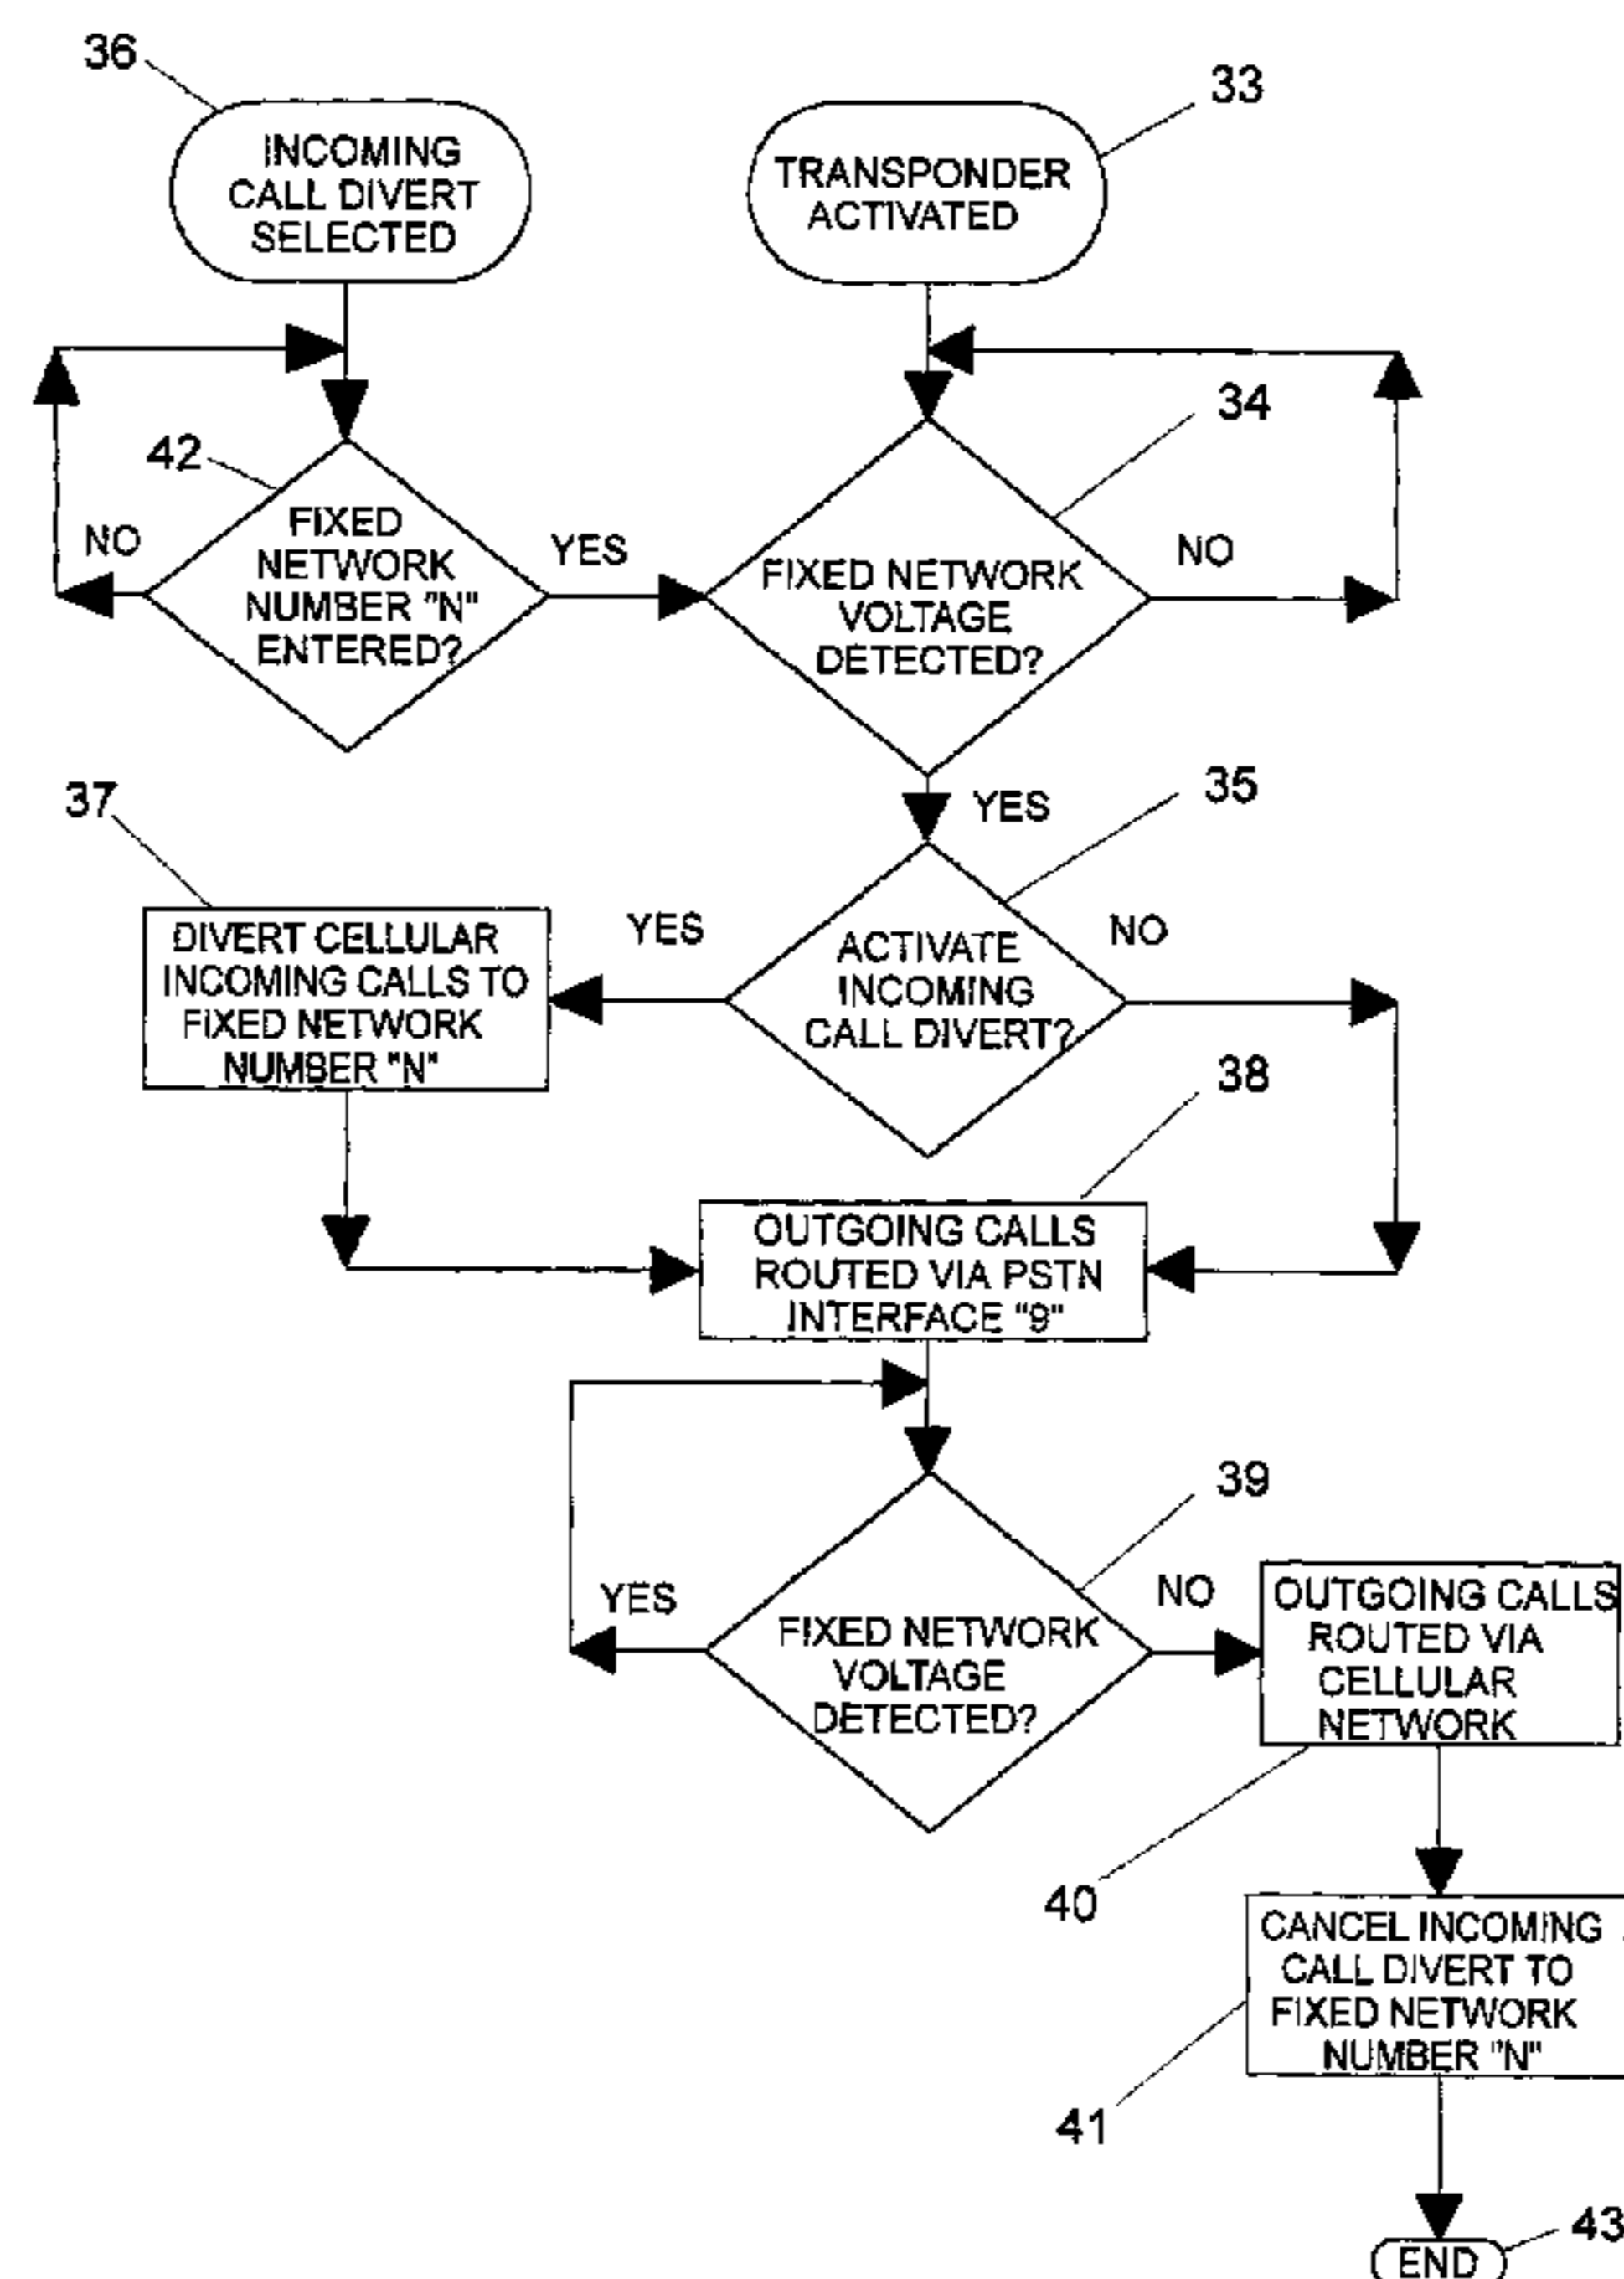 36
INCOMING
CALL DIVERT
SELECTED
33
TRANSPONDER
ACTIVATED
42
FIXED
NETWORK
NUMBER "N"
ENTERED?
NO
YES
34
FIXED NETWORK
VOLTAGE
DETECTED?
NO
YES
37
DIVERT CELLULAR
INCOMING CALLS TO
FIXED NETWORK
NUMBER "N"
YES
35
ACTIVATE
INCOMING
CALL DIVERT?
NO
38
OUTGOING CALLS
ROUTED VIA PSTN
INTERFACE "9"
39
YES
FIXED NETWORK
VOLTAGE
DETECTED?
NO
OUTGOING CALLS
ROUTED VIA
CELLULAR
NETWORK
40
CANCEL INCOMING
CALL DIVERT TO
FIXED NETWORK
NUMBER "N"
41
43
END